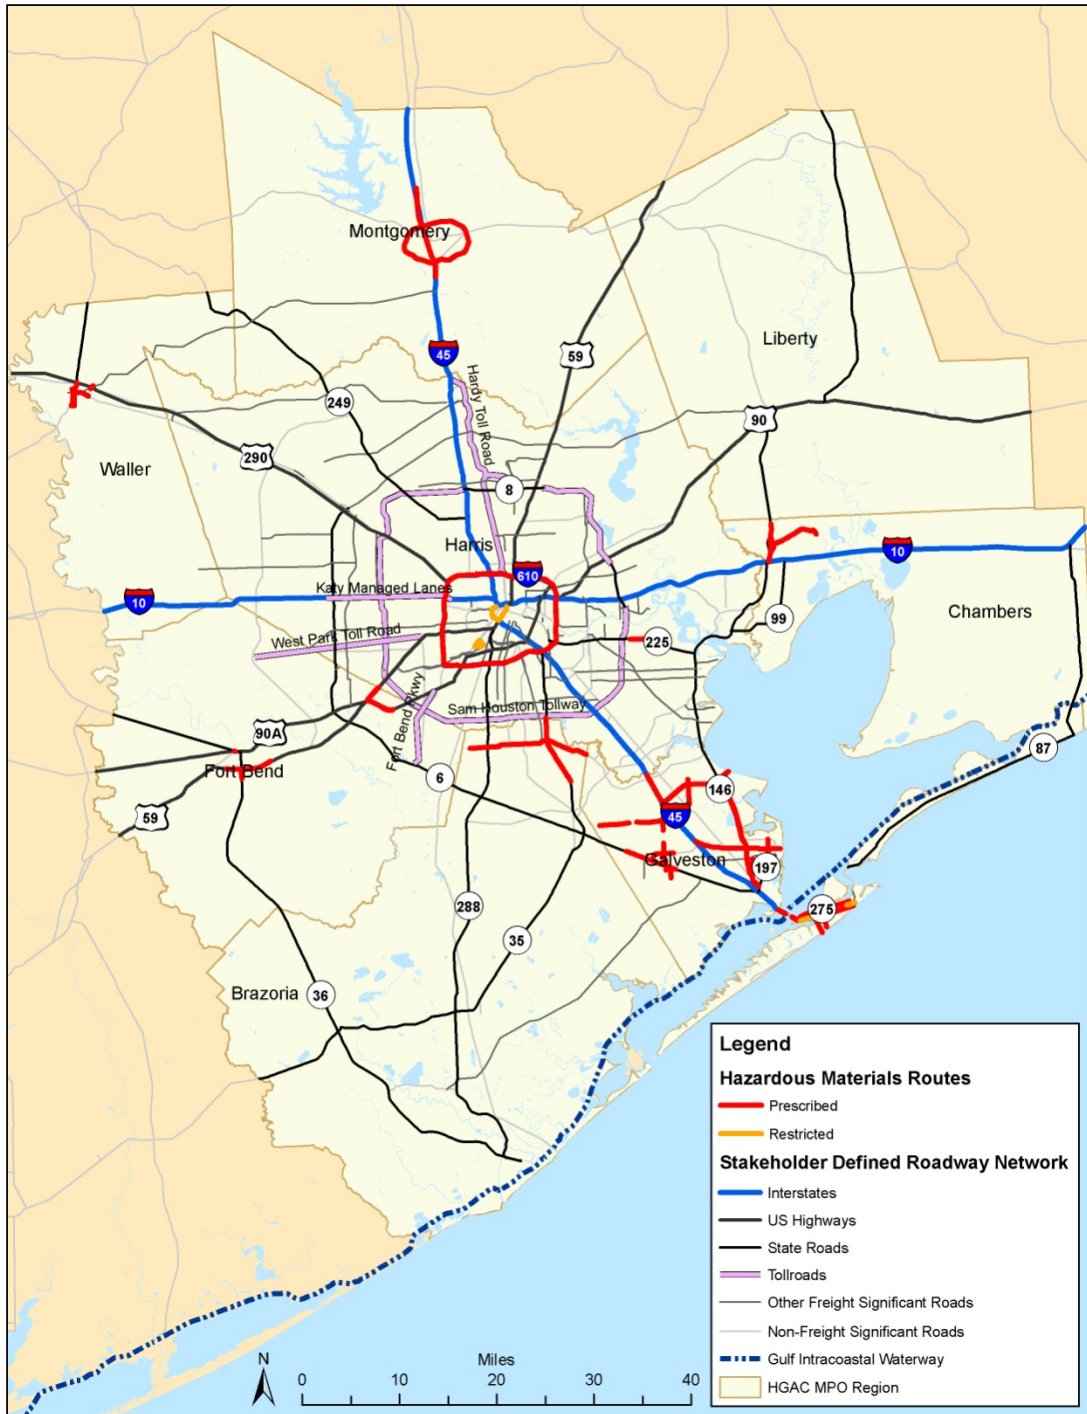 Montgomery
45
59
Liberty
Hardy Toll Road
249
90
Waller
290
8
Harris
10
610
Katy Managed Lanes
10
Chambers
99
West Park Toll Road
225
Fort Bend Pkwy
Sam Houston Tollway
90A
87
Fort Bend
6
146
59
45
Galveston
197
288
275
35
Brazoria
36
Legend
Hazardous Materials Routes
Prescribed
Restricted
Stakeholder Defined Roadway Network
Interstates
US Highways
State Roads
Tollroads
Other Freight Significant Roads
Non-Freight Significant Roads
Gulf Intracoastal Waterway
HGAC MPO Region
N
Miles
0 10 20 30 40